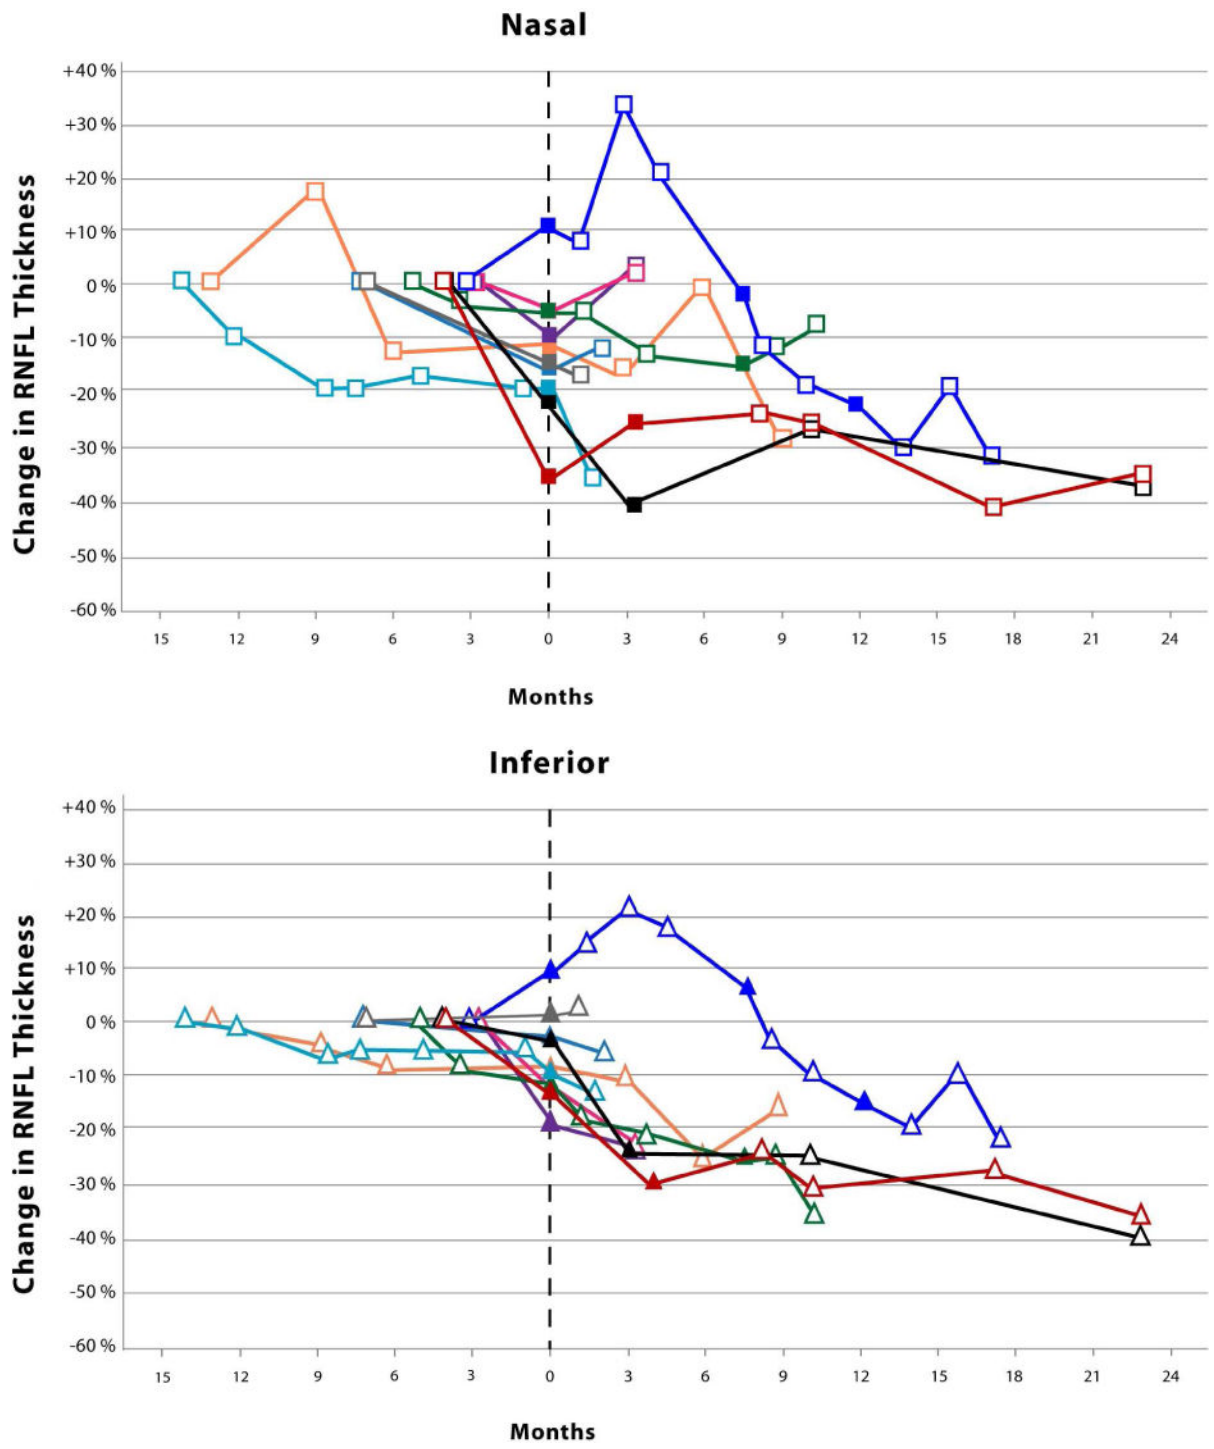 Nasal
Change in RNFL Thickness
+40 %
+30 %
+20 %
+10 %
0 %
-10 %
-20 %
-30 %
-40 %
-50 %
-60 %
15 12 9 6 3 0 3 6 9 12 15 18 21 24
Months
Inferior
Change in RNFL Thickness
+40 %
+30 %
+20 %
+10 %
0 %
-10 %
-20 %
-30 %
-40 %
-50 %
-60 %
15 12 9 6 3 0 3 6 9 12 15 18 21 24
Months